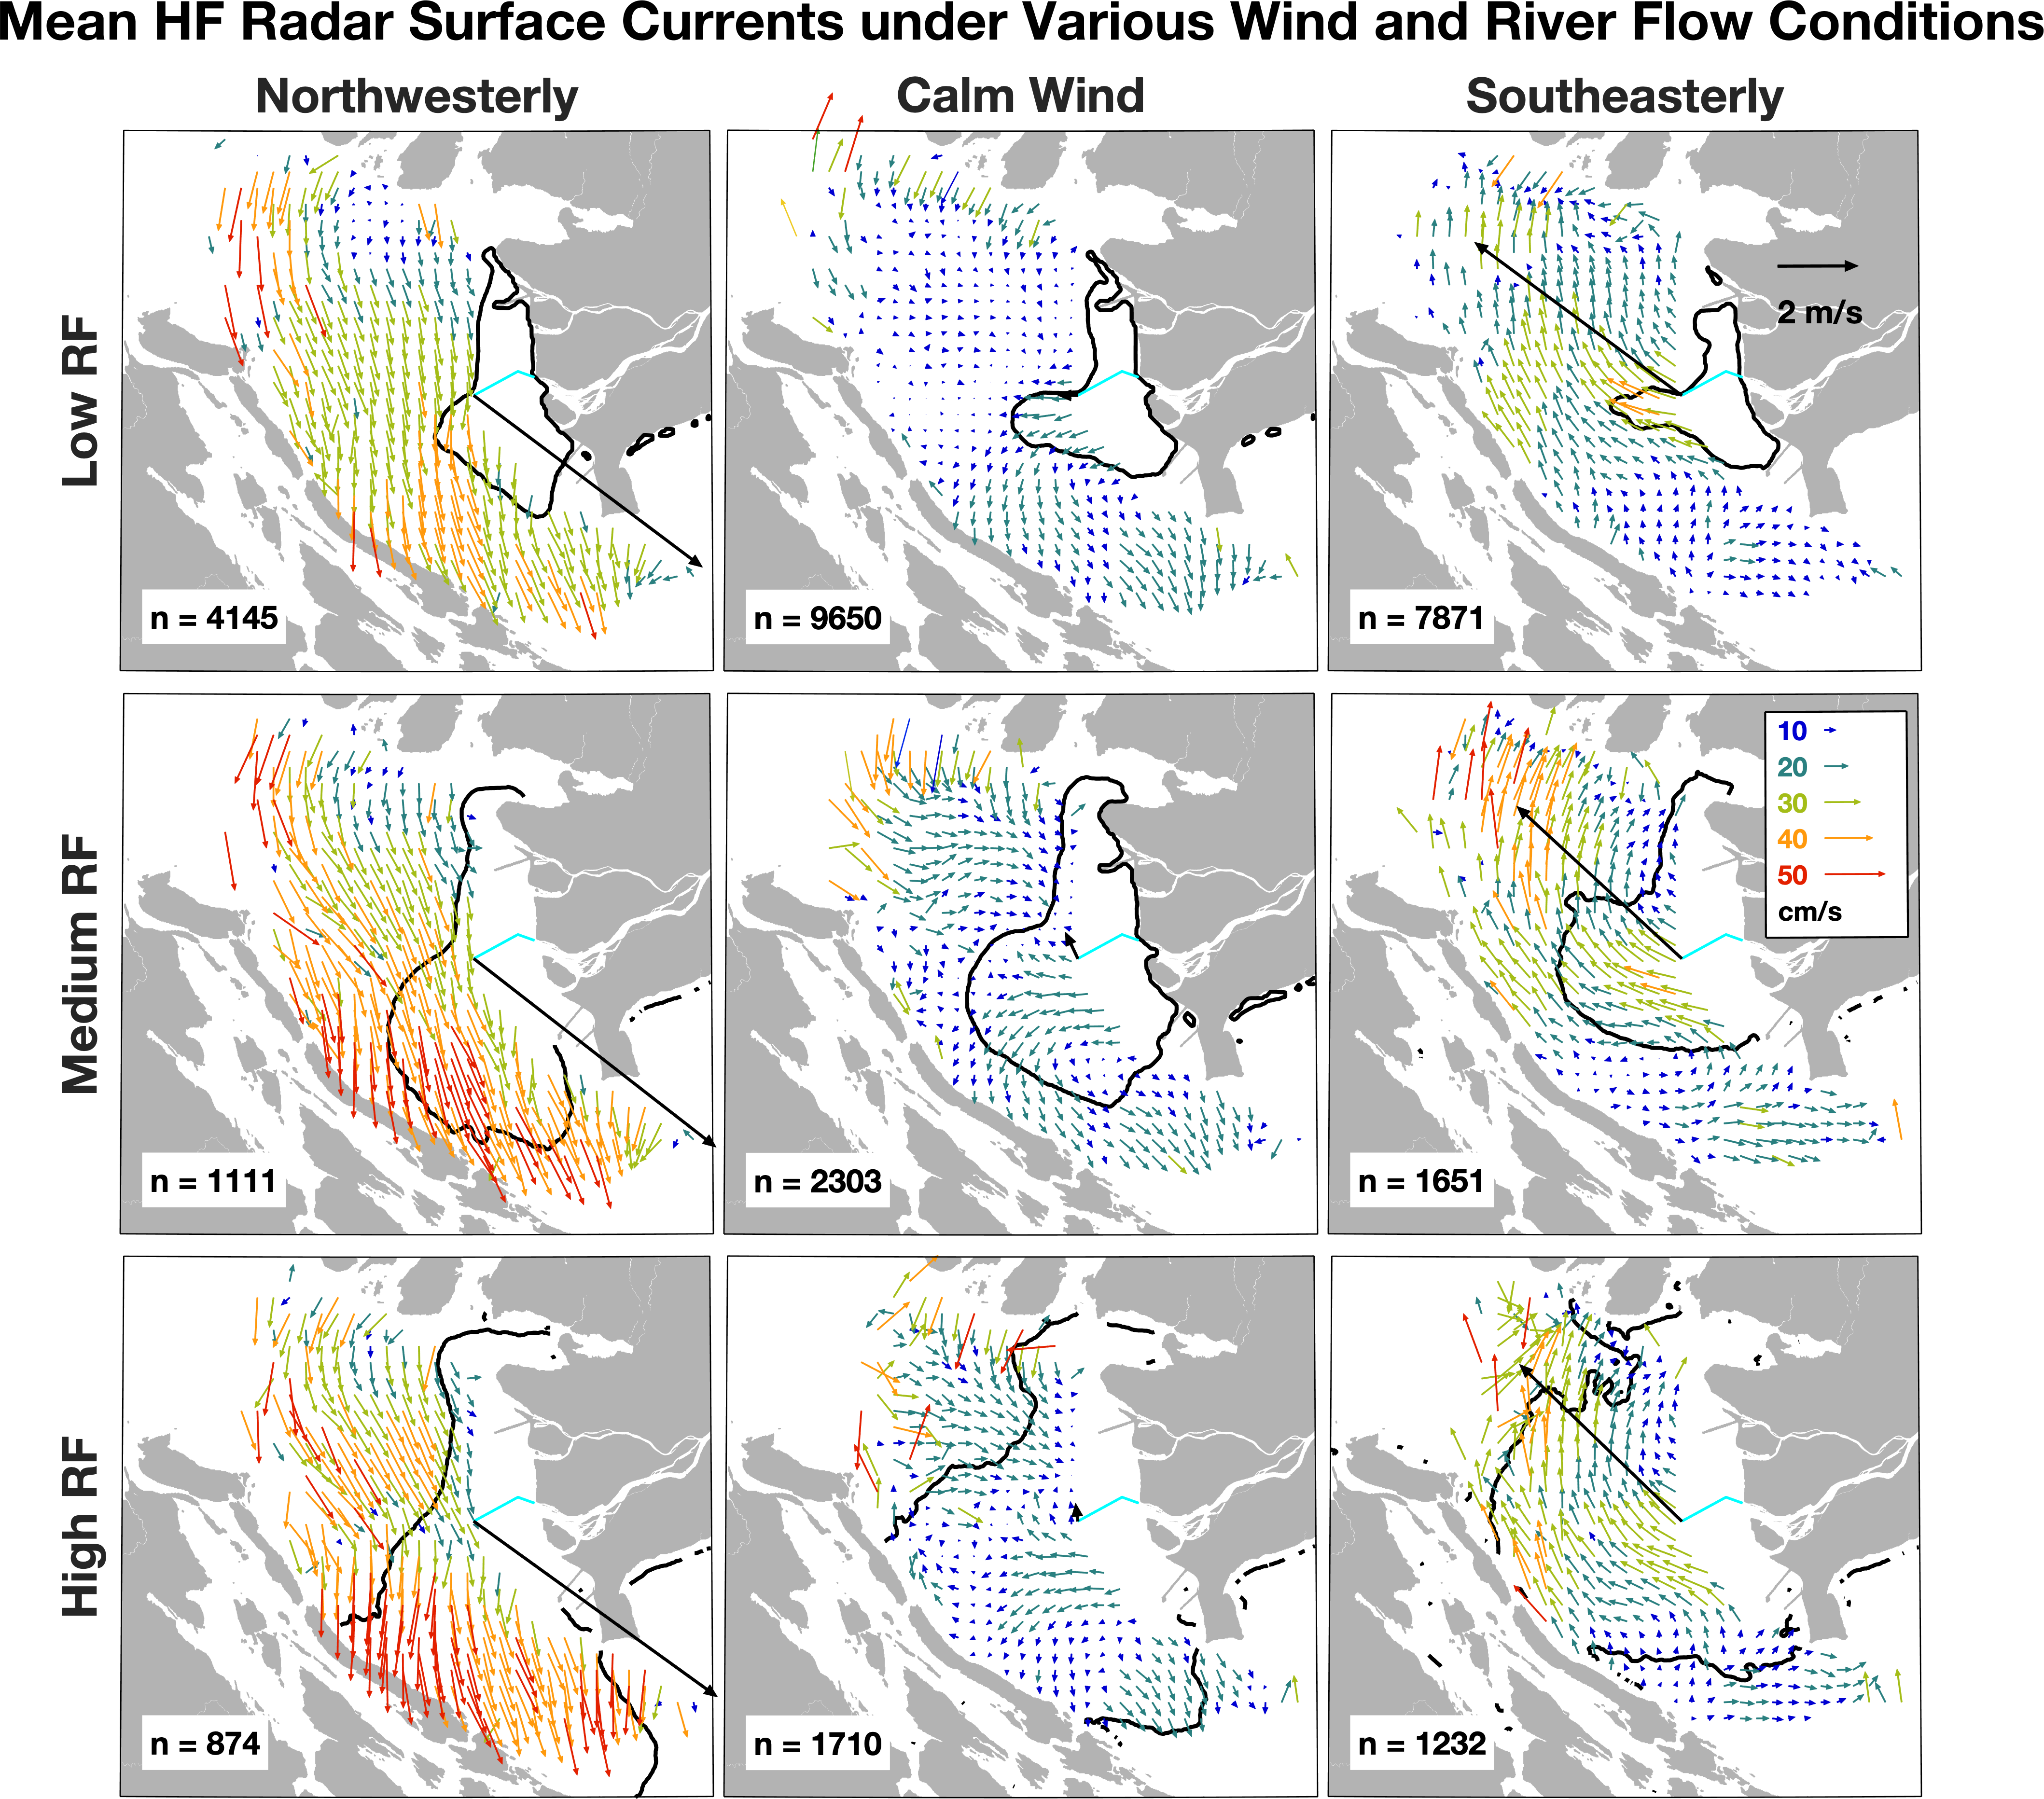 Mean HF Radar Surface Currents under Various Wind and River Flow Conditions
Northwesterly
Calm Wind
Southeasterly
Low RF
2 m/s
n = 4145
n = 9650
n = 7871
Medium RF
10
20
30
40
50
cm/s
n = 1111
n = 2303
n = 1651
High RF
n = 874
n = 1710
n = 1232